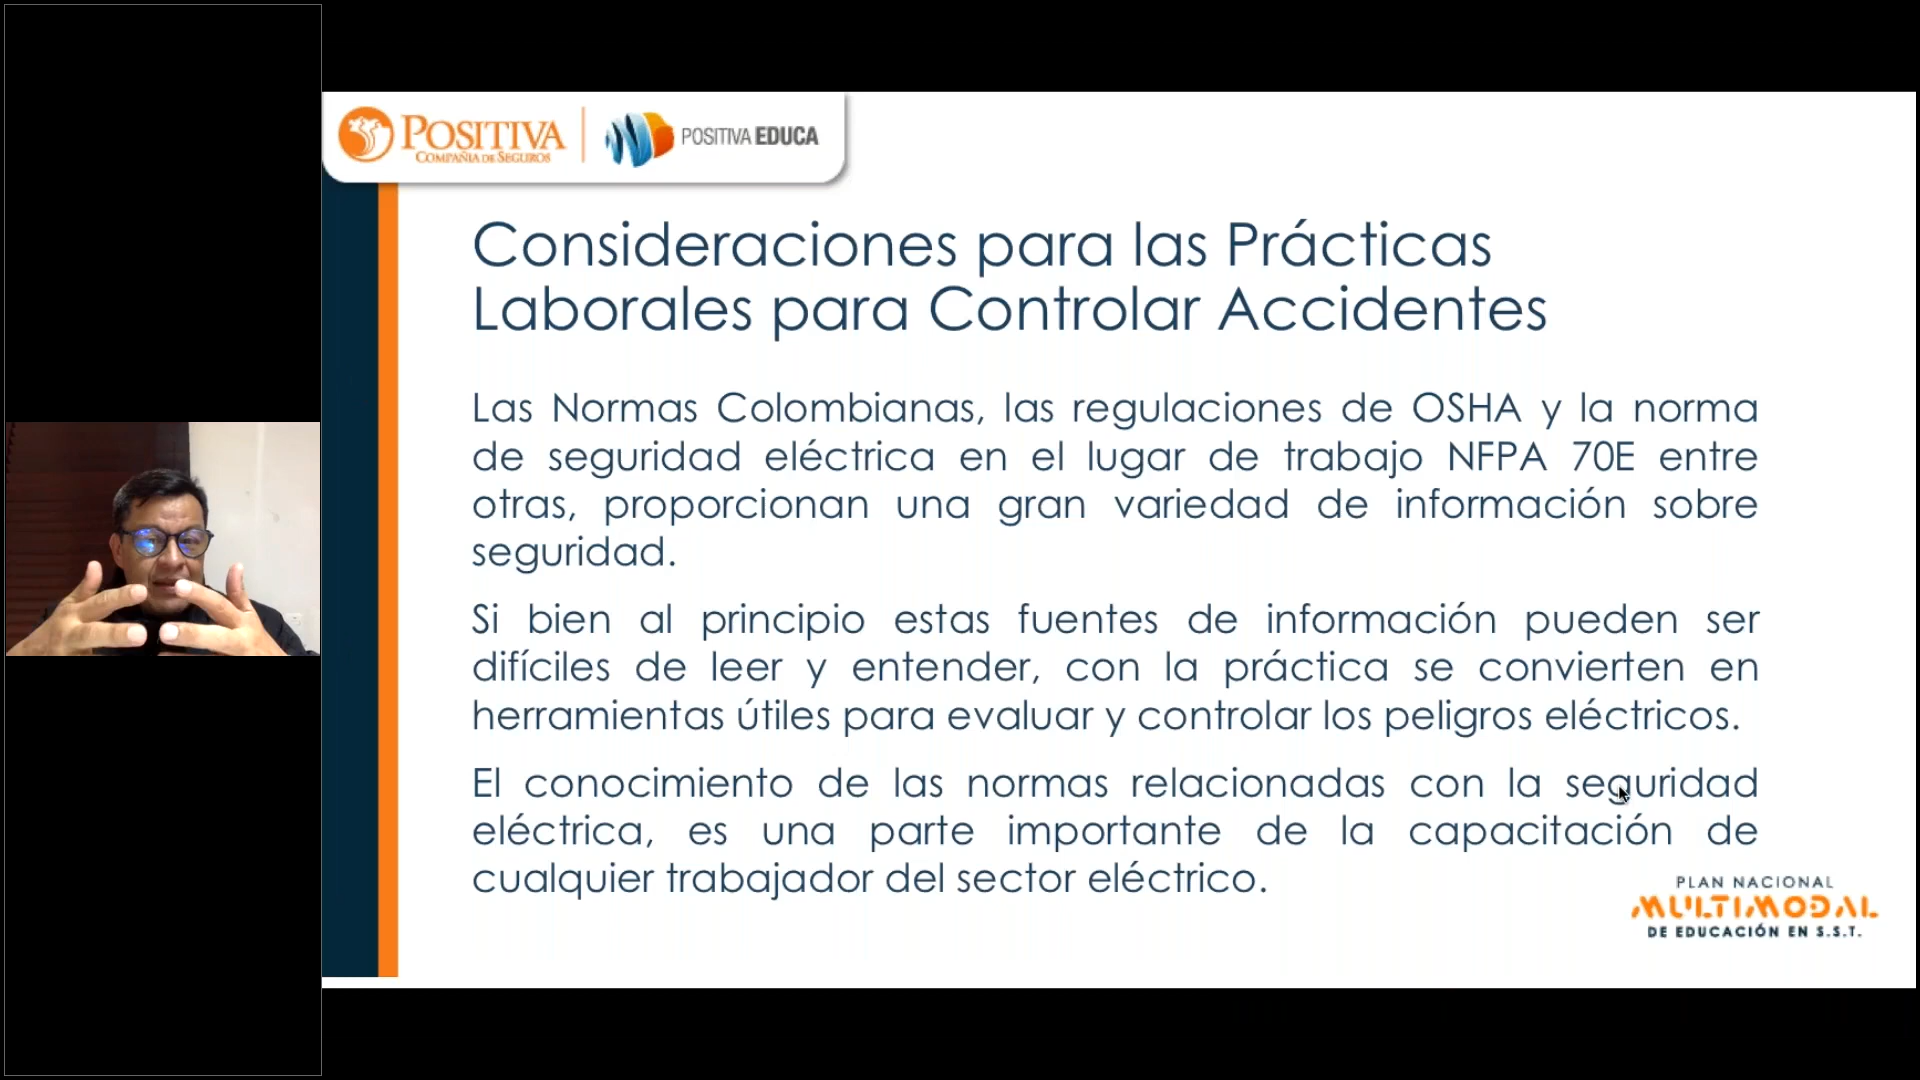 POSITIVA
COMPAÑIA DE SEGUROS
POSITIVA EDUCA
Consideraciones para las Prácticas
Laborales para Controlar Accidentes
Las Normas Colombianas, las regulaciones de OSHA y la norma
de seguridad eléctrica en el lugar de trabajo NFPA 70E entre
otras, proporcionan una gran variedad de información sobre
seguridad.
Si bien al principio estas fuentes de información pueden ser
difíciles de leer y entender, con la práctica se convierten en
herramientas útiles para evaluar y controlar los peligros eléctricos.
El conocimiento de las normas relacionadas con la seguridad
eléctrica, es una parte importante de la capacitación de
cualquier trabajador del sector eléctrico.
PLAN NACIONAL
MULTIMODAL
DE EDUCACIÓN EN S.S.T.